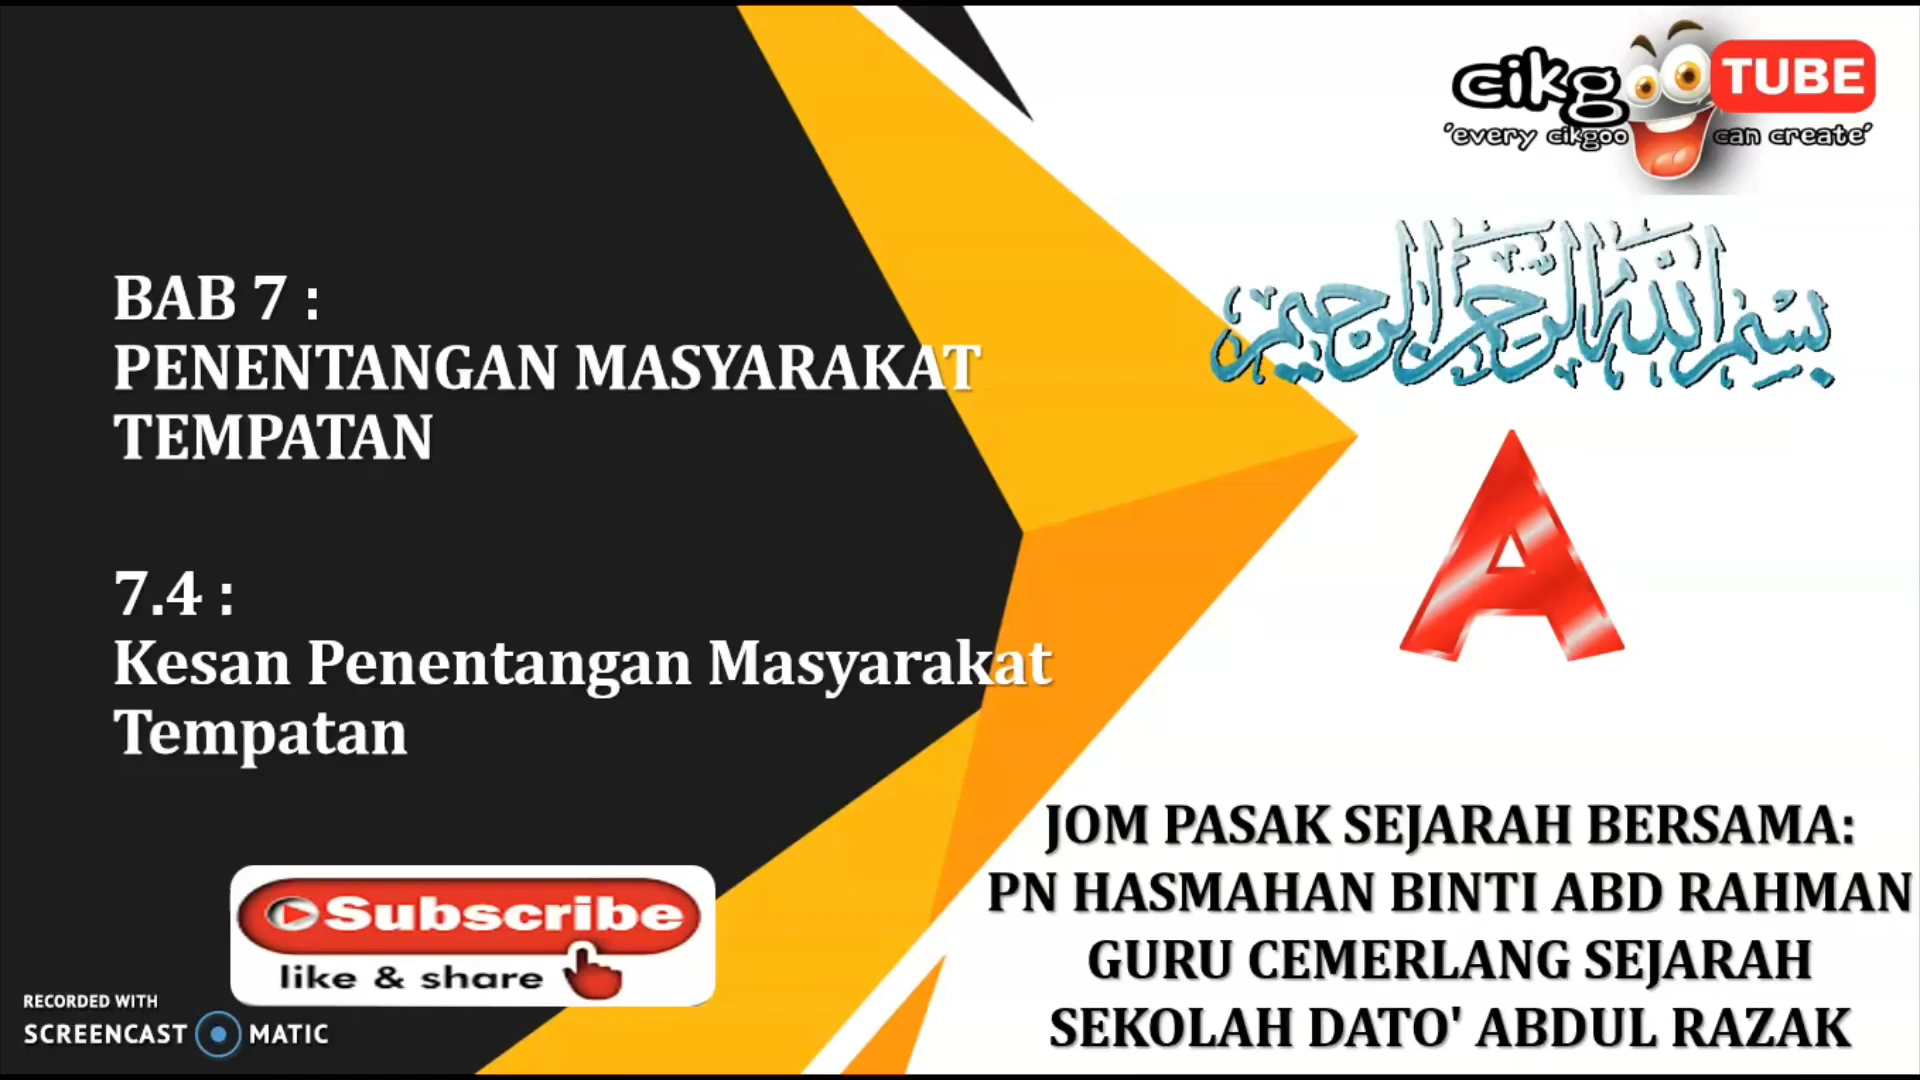 BAB 7 :
PENENTANGAN MASYARAKAT
TEMPATAN
7.4 :
Kesan Penentangan Masyarakat
Tempatan
Subscribe
like & share
RECORDED WITH
SCREENCAST MATIC
cikgoo TUBE
'every cikgoo can create'
بسم الله الرحمن الرحيم
A
JOM PASAK SEJARAH BERSAMA:
PN HASMAHAN BINTI ABD RAHMAN
GURU CEMERLANG SEJARAH
SEKOLAH DATO' ABDUL RAZAK